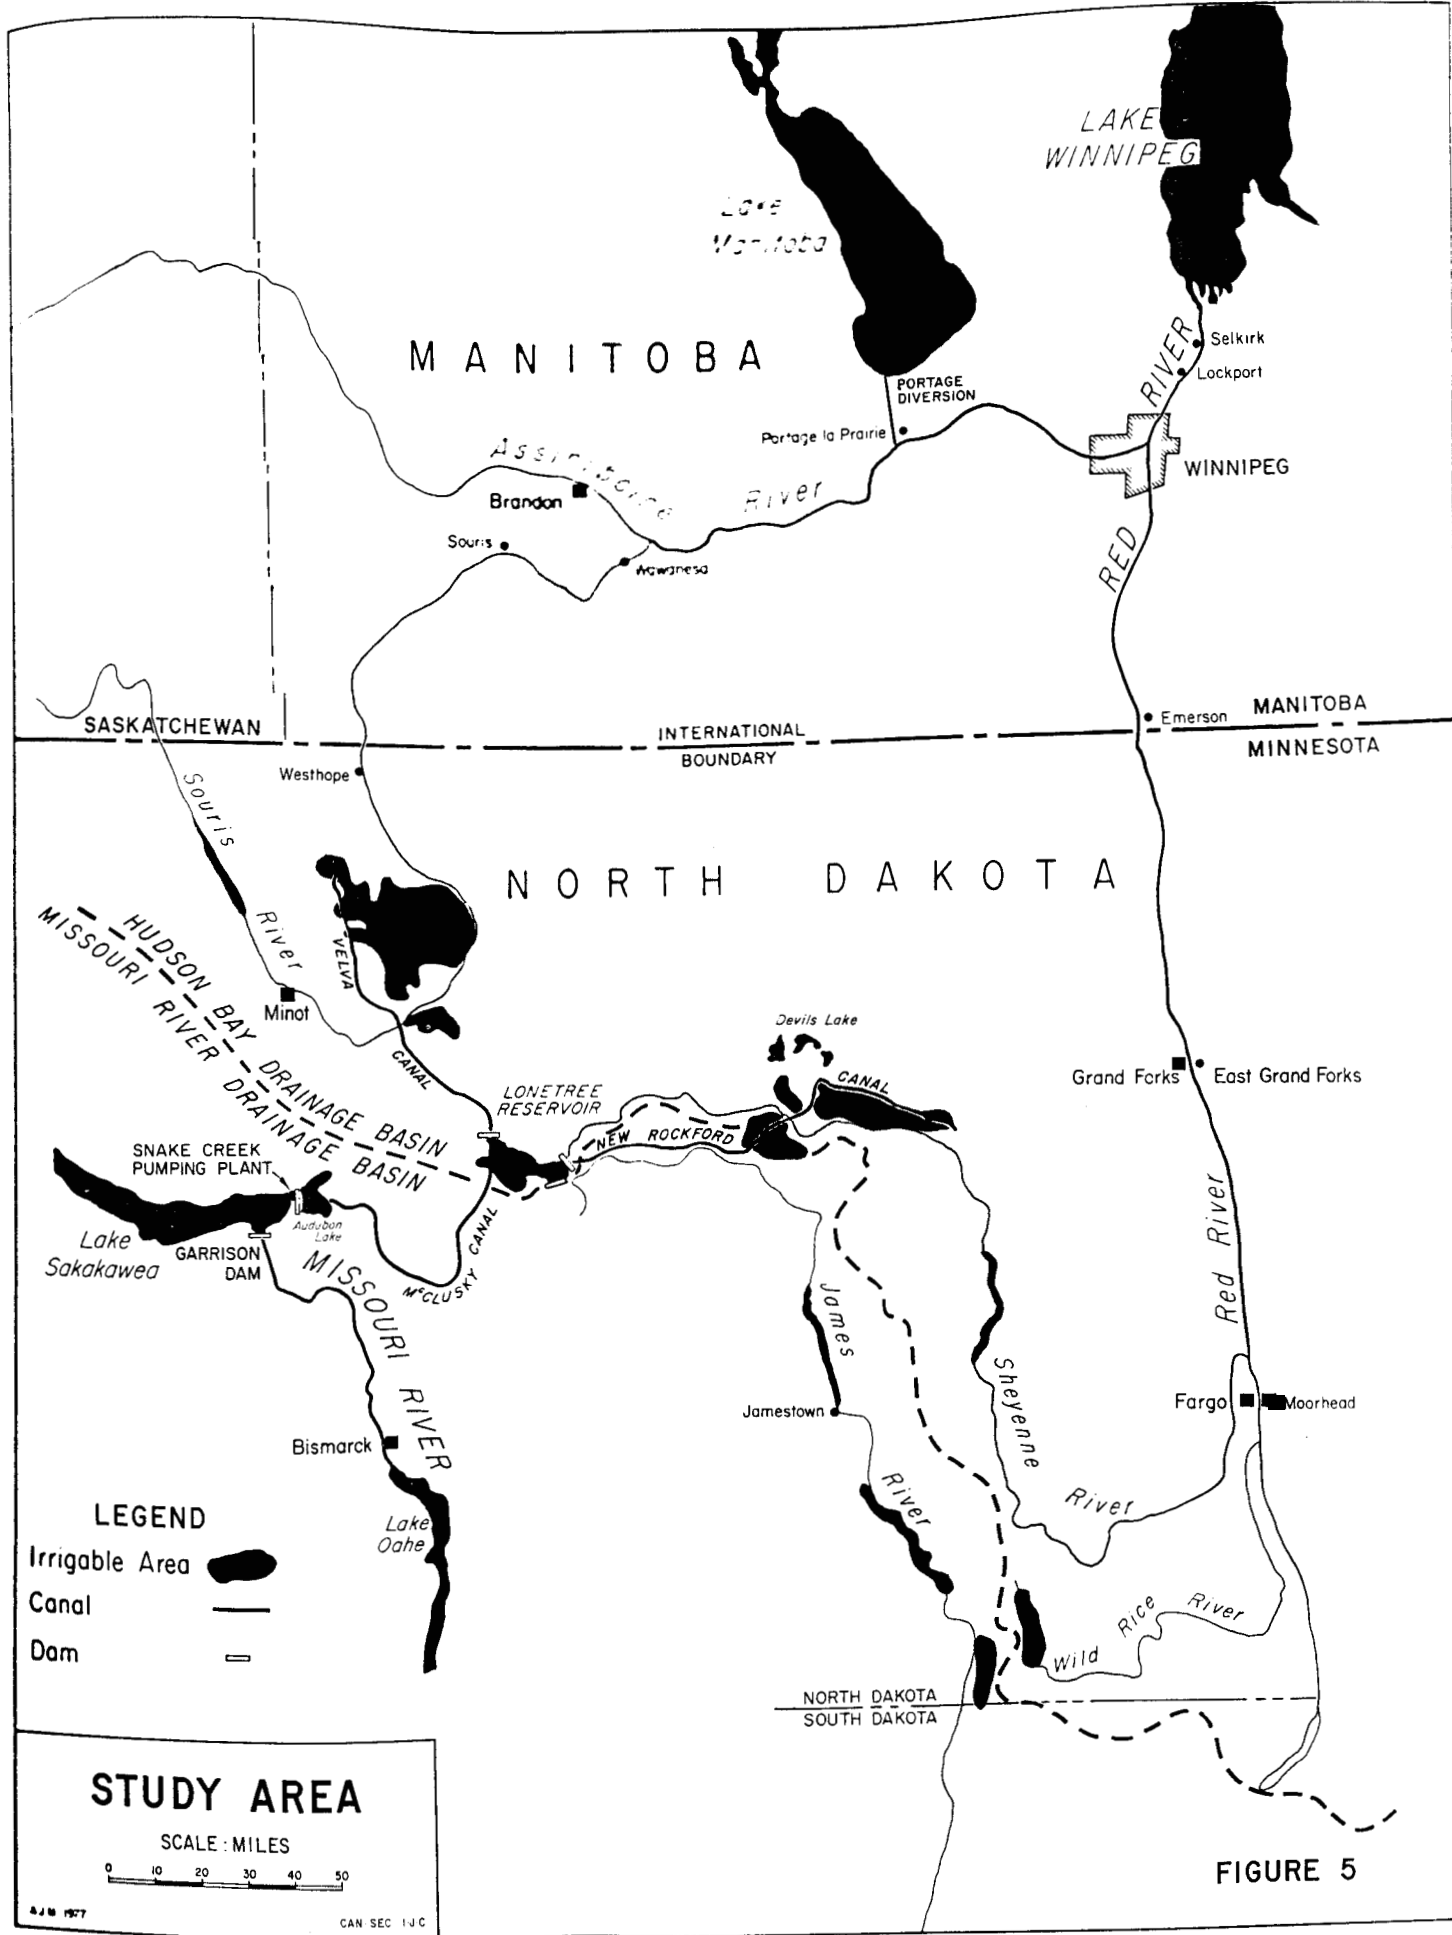 LAKE
WINNIPEG
Lake
Manitoba
MANITOBA
RIVER
Selkirk
Lockport
PORTAGE
DIVERSION
Portage la Prairie
WINNIPEG
Assiniboine
River
Brandon
Souris
Wawanesa
RED
SASKATCHEWAN
INTERNATIONAL
BOUNDARY
Emerson
MANITOBA
MINNESOTA
Westhope
Souris
River
NORTH DAKOTA
HUDSON BAY DRAINAGE BASIN
MISSOURI RIVER DRAINAGE BASIN
VELVA
CANAL
Minot
Devils Lake
CANAL
LONETREE
RESERVOIR
NEW ROCKFORD
Grand Forks
East Grand Forks
SNAKE CREEK
PUMPING PLANT
Audubon
Lake
Lake
Sakakawea
GARRISON
DAM
McCLUSKY CANAL
MISSOURI RIVER
James
River
Jamestown
Sheyenne
River
Red River
Fargo
Moorhead
Bismarck
Lake
Oahe
Wild Rice River
NORTH DAKOTA
SOUTH DAKOTA
LEGEND
Irrigable Area
Canal
Dam
STUDY AREA
SCALE : MILES
0 10 20 30 40 50
AJM 1977
CAN SEC IJC
FIGURE 5